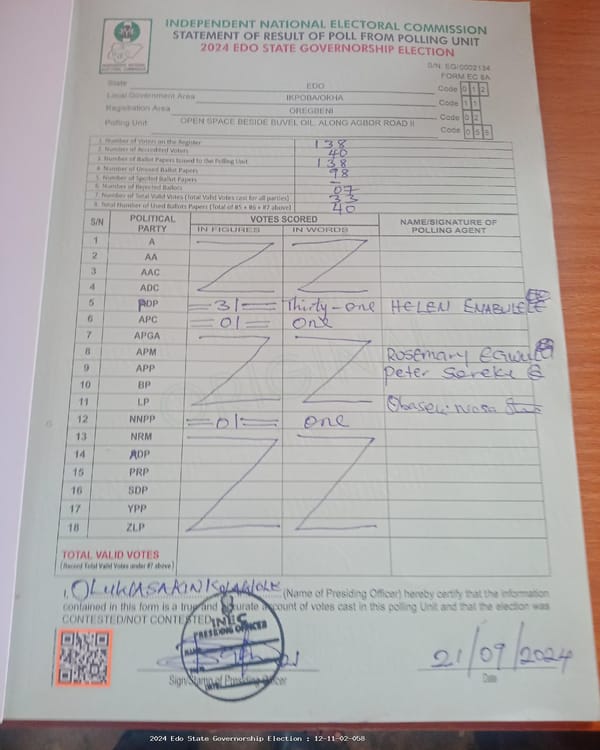 INDEPENDENT NATIONAL ELECTORAL COMMISSION
STATEMENT OF RESULT OF POLL FROM POLLING UNIT
2024 EDO STATE GOVERNORSHIP ELECTION
S/N: EG/0002134
FORM EC 8A
State EDO Code 0 1 2
Local Government Area IKPOBA/OKHA Code 1 1
Registration Area OREGBENI Code 0 2
Polling Unit OPEN SPACE BESIDE BUVEL OIL, ALONG AGBOR ROAD II Code 0 5 8
1. Number of Voters on the Register 138
2. Number of Accredited Voters 40
3. Number of Ballot Papers Issued to the Polling Unit 138
4. Number of Unused Ballot Papers 98
5. Number of Spoiled Ballot Papers –
6. Number of Rejected Ballots 07
7. Number of Total Valid Votes (Total Valid Votes cast for all parties) 33
8. Total Number of Used Ballots Papers (Total of #5 + #6 + #7 above) 40
S/N POLITICAL PARTY VOTES SCORED NAME/SIGNATURE OF POLLING AGENT
IN FIGURES IN WORDS
1 A
2 AA
3 AAC
4 ADC
5 PDP =31= Thirty-one HELEN ENABULELE
6 APC =01= One
7 APGA
8 APM Rosemary
9 APP Peter
10 BP
11 LP
12 NNPP =01= one
13 NRM
14 ADP
15 PRP
16 SDP
17 YPP
18 ZLP
TOTAL VALID VOTES
(Record Total Valid Votes under #7 above)
I, (Name of Presiding Officer) hereby certify that the information
contained in this form is a true and accurate account of votes cast in this polling Unit and that the election was
CONTESTED/NOT CONTESTED.
INEC
PRESIDING OFFICER
21/09/2024
Sign/Stamp of Presiding Officer Date
2024 Edo State Governorship Election : 12-11-02-058